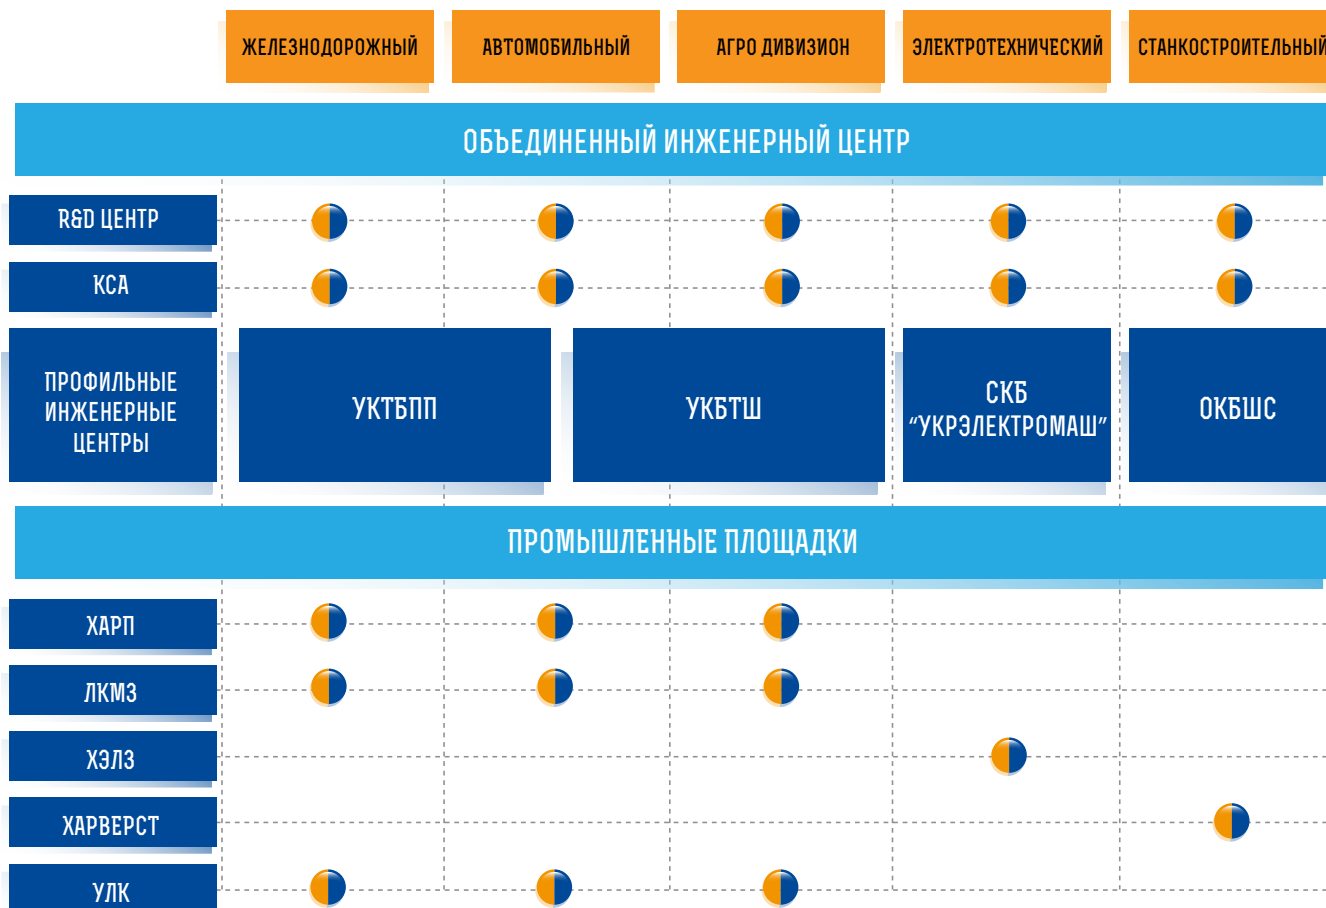 ЖЕЛЕЗНОДОРОЖНЫЙ
АВТОМОБИЛЬНЫЙ
АГРО ДИВИЗИОН
ЭЛЕКТРОТЕХНИЧЕСКИЙ
СТАНКОСТРОИТЕЛЬНЫЙ
ОБЪЕДИНЕННЫЙ ИНЖЕНЕРНЫЙ ЦЕНТР
R&D ЦЕНТР
КСА
ПРОФИЛЬНЫЕ
ИНЖЕНЕРНЫЕ
ЦЕНТРЫ
УКТБПП
УКБТШ
СКБ
“УКРЭЛЕКТРОМАШ”
ОКБШС
ПРОМЫШЛЕННЫЕ ПЛОЩАДКИ
ХАРП
ЛКМЗ
ХЭЛЗ
ХАРВЕРСТ
УЛК